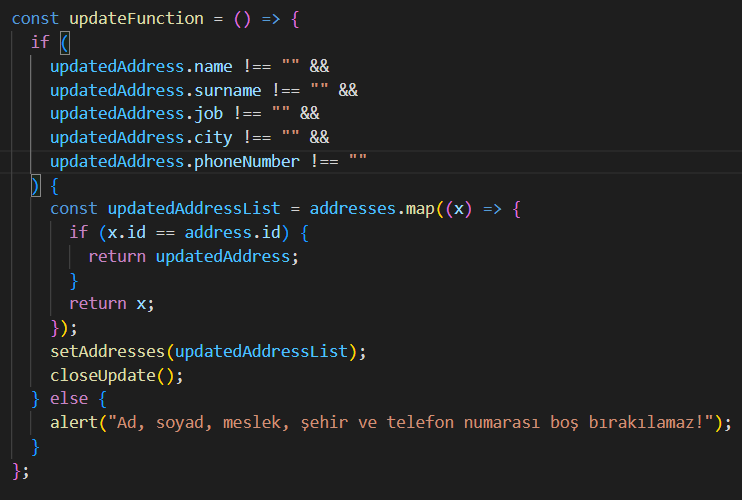 const updateFunction = () => {
if (
updatedAddress.name !== "" &&
updatedAddress.surname !== "" &&
updatedAddress.job !== "" &&
updatedAddress.city !== "" &&
updatedAddress.phoneNumber !== ""
) {
const updatedAddressList = addresses.map((x) => {
if (x.id == address.id) {
return updatedAddress;
}
return x;
});
setAddresses(updatedAddressList);
closeUpdate();
} else {
alert("Ad, soyad, meslek, şehir ve telefon numarası boş bırakılamaz!");
}
};